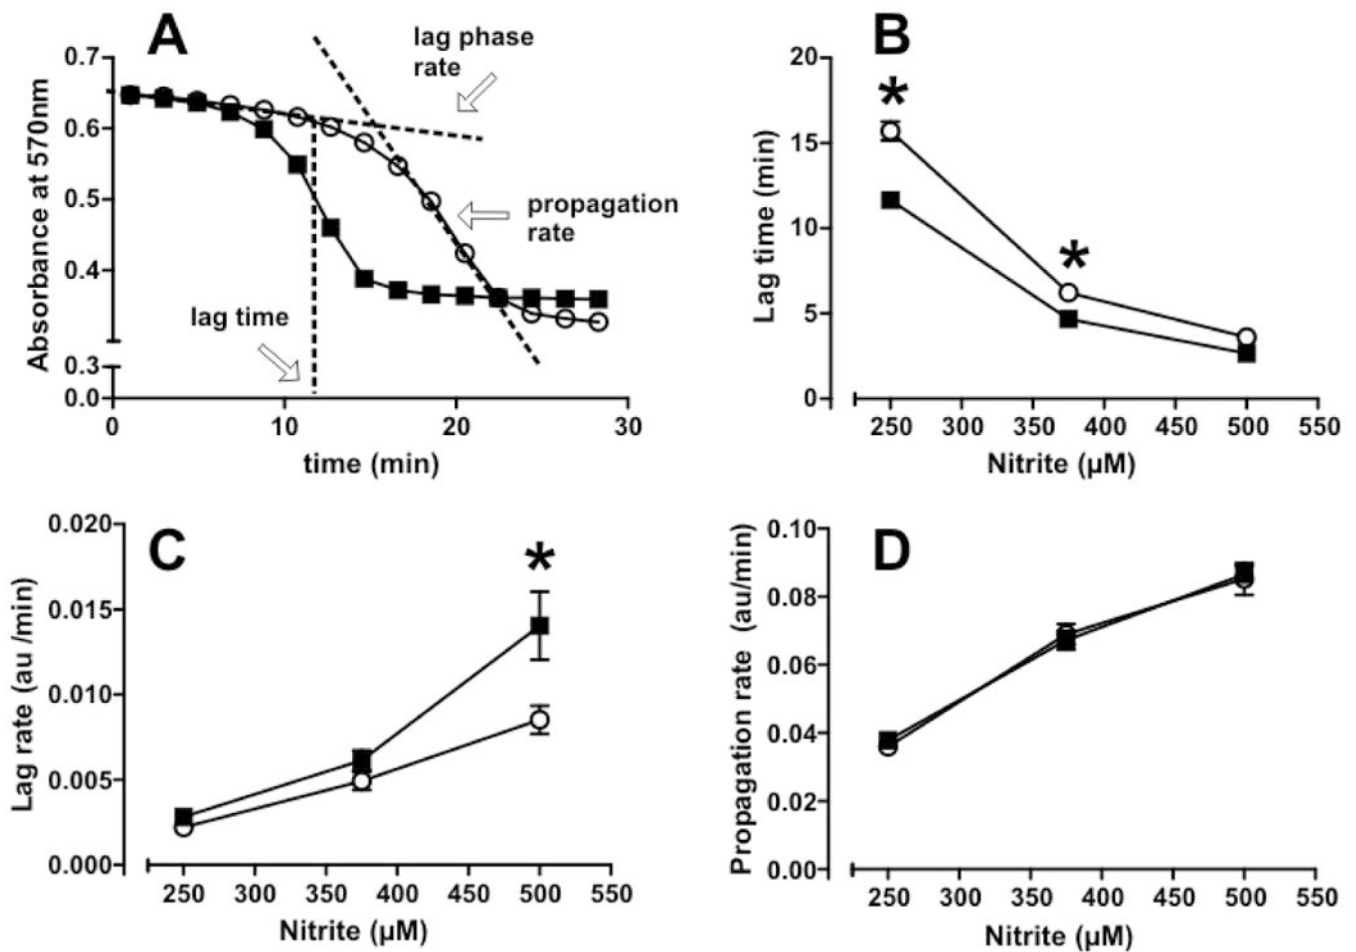 A
lag phase
rate
0.7
0.6
0.5
0.4
0.3
0.0
Absorbance at 570nm
propagation
rate
lag time
0 10 20 30
time (min)
B
20
15
10
5
0
Lag time (min)
*
*
250 300 350 400 450 500 550
Nitrite (µM)
C
0.020
0.015
0.010
0.005
0.000
Lag rate (au /min)
*
250 300 350 400 450 500 550
Nitrite (µM)
D
0.10
0.08
0.06
0.04
0.02
0.00
Propagation rate (au/min)
250 300 350 400 450 500 550
Nitrite (µM)